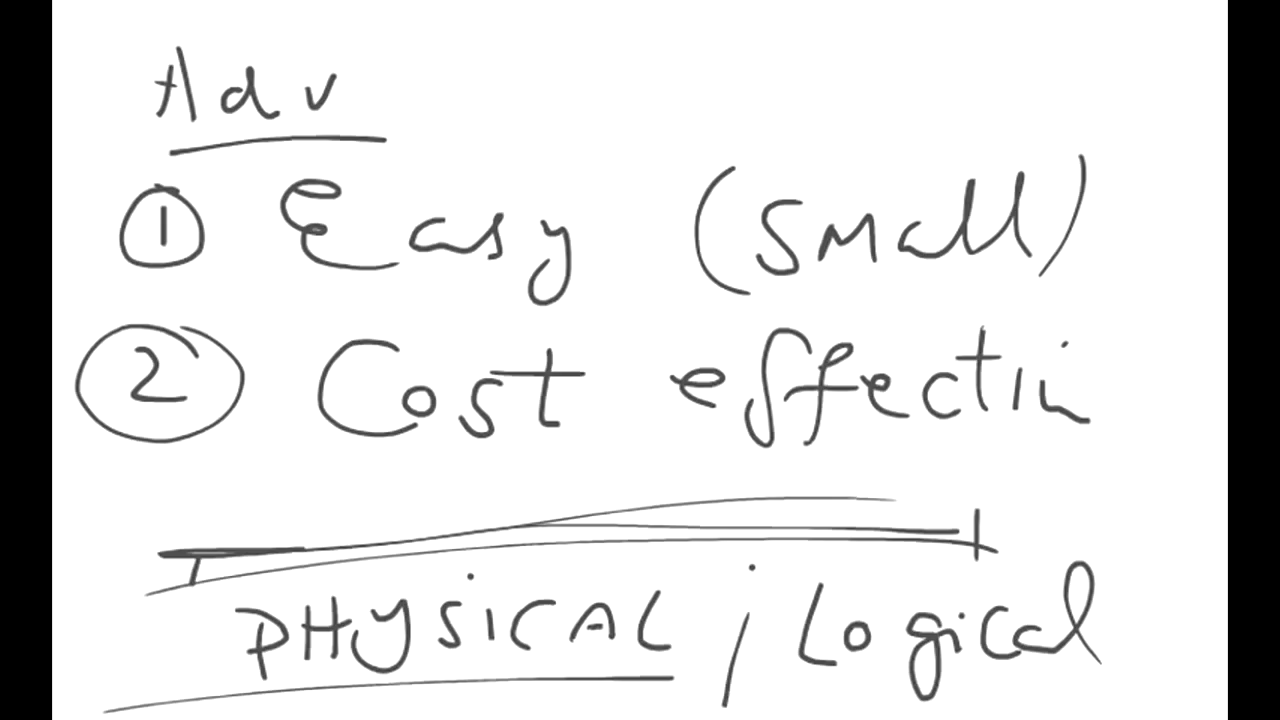 Adv
① Easy (small)
② Cost effectiv
PHYSICAL ; Logical